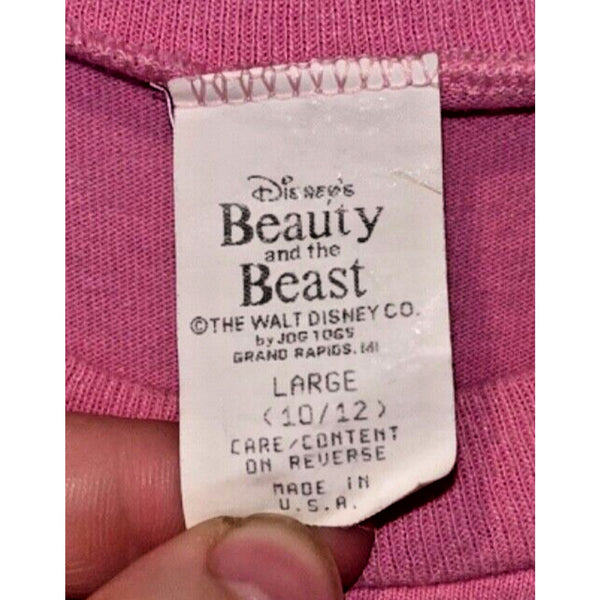 Disney's
Beauty
and the
Beast
©THE WALT DISNEY CO.
by JOG TOGS
GRAND RAPIDS, MI
LARGE
(10/12)
CARE/CONTENT
ON REVERSE
MADE IN
U.S.A.